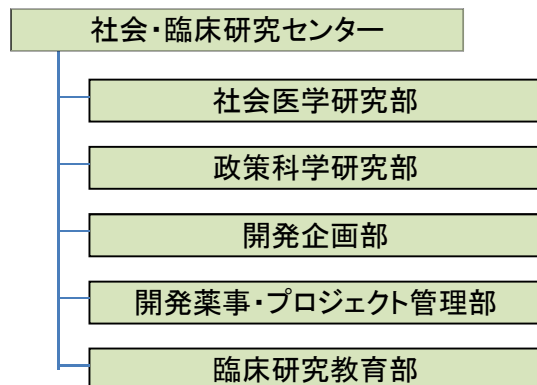 社会・臨床研究センター
社会医学研究部
政策科学研究部
開発企画部
開発薬事・プロジェクト管理部
臨床研究教育部